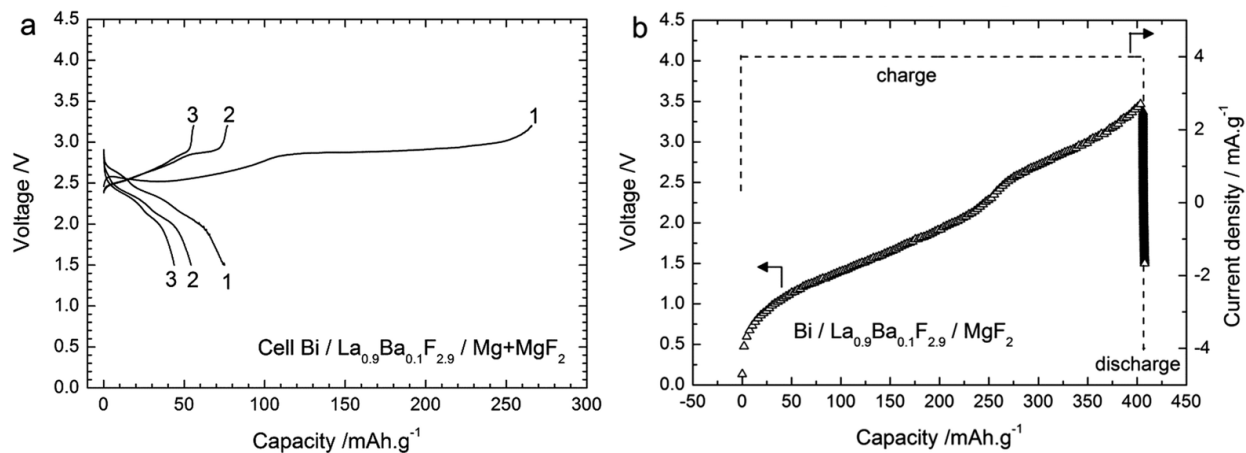 a
4.5
4.0
3.5
3.0
2.5
2.0
1.5
1.0
0.5
0.0
Voltage /V
3 2 1
3 2 1
Cell Bi / La0.9Ba0.1F2.9 / Mg+MgF2
0 50 100 150 200 250 300
Capacity /mAh.g-1
b
4.5
4.0
3.5
3.0
2.5
2.0
1.5
1.0
0.5
0.0
Voltage /V
charge
Bi / La0.9Ba0.1F2.9 / MgF2
discharge
4
2
0
-2
-4
Current density / mA.g-1
-50 0 50 100 150 200 250 300 350 400 450
Capacity /mAh.g-1